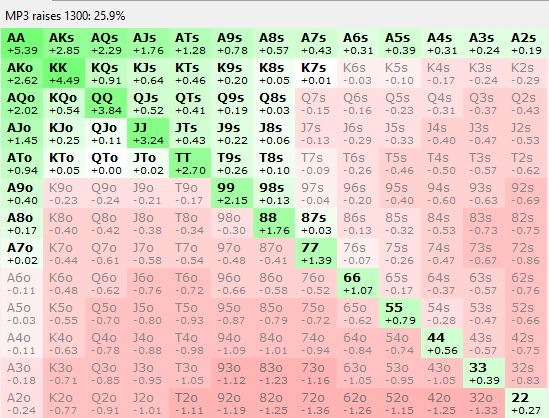 MP3 raises 1300: 25.9%
AA AKs AQs AJs ATs A9s A8s A7s A6s A5s A4s A3s A2s
+5.39 +2.85 +2.29 +1.76 +1.28 +0.78 +0.57 +0.43 +0.31 +0.39 +0.31 +0.24 +0.19
AKo KK KQs KJs KTs K9s K8s K7s K6s K5s K4s K3s K2s
+2.62 +4.49 +0.91 +0.64 +0.46 +0.20 +0.05 +0.01 -0.03 -0.10 -0.17 -0.24 -0.29
AQo KQo QQ QJs QTs Q9s Q8s Q7s Q6s Q5s Q4s Q3s Q2s
+2.02 +0.54 +3.84 +0.52 +0.41 +0.19 +0.03 -0.15 -0.16 -0.23 -0.31 -0.37 -0.43
AJo KJo QJo JJ JTs J9s J8s J7s J6s J5s J4s J3s J2s
+1.45 +0.25 +0.11 +3.24 +0.43 +0.22 +0.06 -0.13 -0.29 -0.33 -0.40 -0.47 -0.53
ATo KTo QTo JTo TT T9s T8s T7s T6s T5s T4s T3s T2s
+0.94 +0.05 +0.00 +0.02 +2.70 +0.26 +0.10 -0.09 -0.26 -0.46 -0.50 -0.57 -0.62
A9o K9o Q9o J9o T9o 99 98s 97s 96s 95s 94s 93s 92s
+0.40 -0.23 -0.24 -0.21 -0.17 +2.15 +0.13 -0.04 -0.20 -0.40 -0.60 -0.63 -0.69
A8o K8o Q8o J8o T8o 98o 88 87s 86s 85s 84s 83s 82s
+0.17 -0.40 -0.42 -0.38 -0.34 -0.30 +1.76 +0.03 -0.13 -0.32 -0.53 -0.73 -0.75
A7o K7o Q7o J7o T7o 97o 87o 77 76s 75s 74s 73s 72s
+0.02 -0.44 -0.61 -0.58 -0.54 -0.48 -0.41 +1.39 -0.07 -0.26 -0.47 -0.67 -0.86
A6o K6o Q6o J6o T6o 96o 86o 76o 66 65s 64s 63s 62s
-0.11 -0.48 -0.62 -0.76 -0.72 -0.66 -0.58 -0.52 +1.07 -0.17 -0.37 -0.57 -0.76
A5o K5o Q5o J5o T5o 95o 85o 75o 65o 55 54s 53s 52s
-0.03 -0.55 -0.70 -0.80 -0.93 -0.87 -0.79 -0.72 -0.62 +0.79 -0.28 -0.47 -0.66
A4o K4o Q4o J4o T4o 94o 84o 74o 64o 54o 44 43s 42s
-0.11 -0.63 -0.78 -0.88 -0.98 -1.09 -1.01 -0.94 -0.84 -0.74 +0.56 -0.57 -0.75
A3o K3o Q3o J3o T3o 93o 83o 73o 63o 53o 43o 33 32s
-0.18 -0.71 -0.85 -0.95 -1.05 -1.12 -1.23 -1.16 -1.05 -0.95 -1.05 +0.39 -0.83
A2o K2o Q2o J2o T2o 92o 82o 72o 62o 52o 42o 32o 22
-0.24 -0.77 -0.91 -1.01 -1.11 -1.19 -1.25 -1.36 -1.26 -1.15 -1.25 -1.33 +0.27